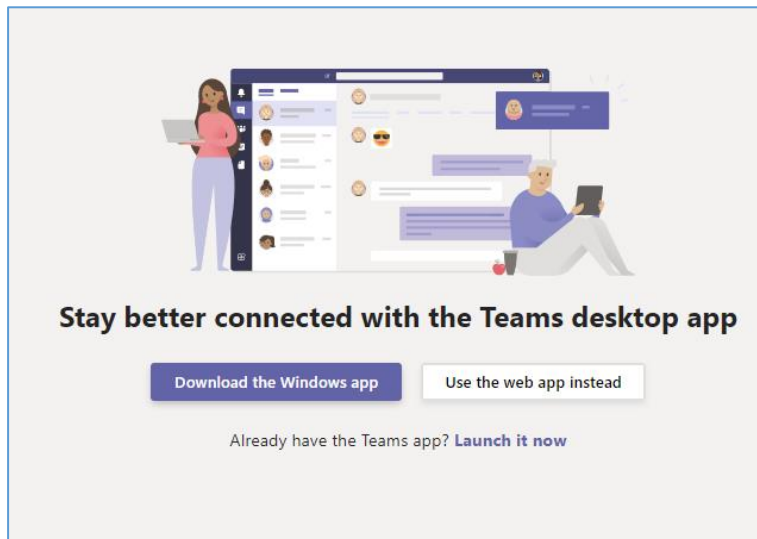 Stay better connected with the Teams desktop app
Download the Windows app
Use the web app instead
Already have the Teams app? Launch it now